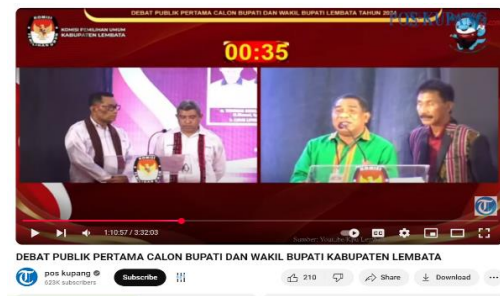 DEBAT PUBLIK PERTAMA CALON BUPATI DAN WAKIL BUPATI LEMBATA TAHUN
POS KUPANG
KOMISI PEMILIHAN UMUM
KABUPATEN LEMBATA
00:35
1:10:57 / 3:32:03
DEBAT PUBLIK PERTAMA CALON BUPATI DAN WAKIL BUPATI KABUPATEN LEMBATA
pos kupang
Subscribe
210
Share
Download
620K subscribers